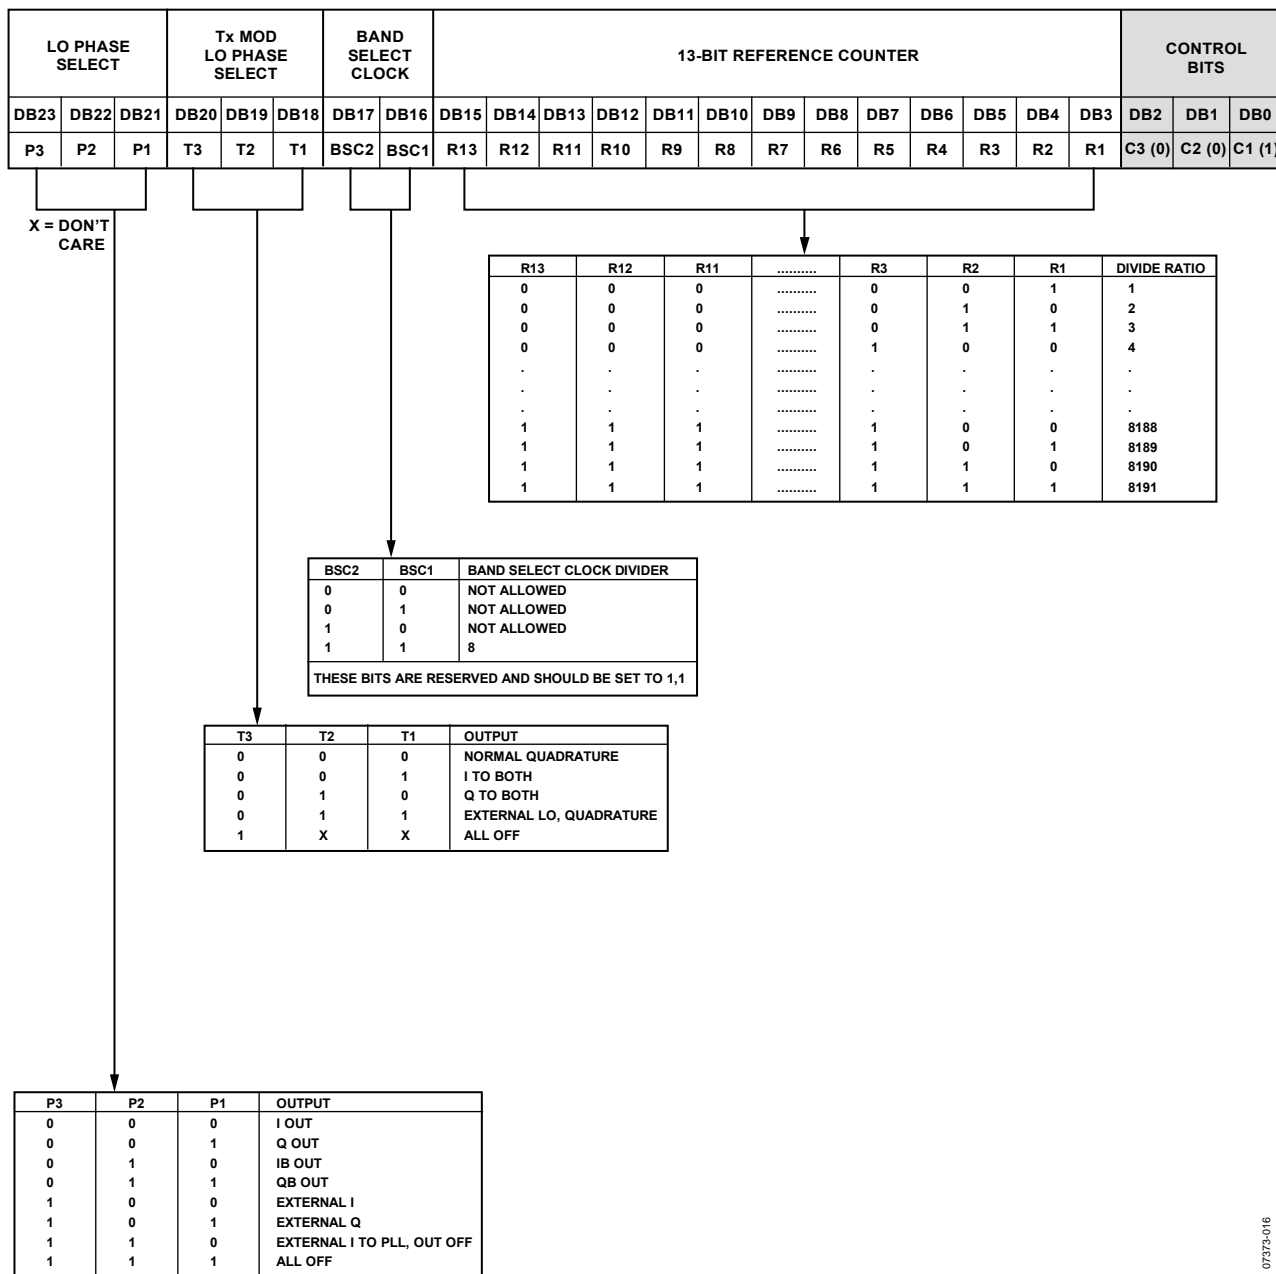 LO PHASE SELECT Tx MOD LO PHASE SELECT BAND SELECT CLOCK 13-BIT REFERENCE COUNTER CONTROL BITS
DB23 DB22 DB21 DB20 DB19 DB18 DB17 DB16 DB15 DB14 DB13 DB12 DB11 DB10 DB9 DB8 DB7 DB6 DB5 DB4 DB3 DB2 DB1 DB0
P3 P2 P1 T3 T2 T1 BSC2 BSC1 R13 R12 R11 R10 R9 R8 R7 R6 R5 R4 R3 R2 R1 C3 (0) C2 (0) C1 (1)
X = DON'T
CARE
R13 R12 R11 .......... R3 R2 R1 DIVIDE RATIO
0 0 0 .......... 0 0 1 1
0 0 0 .......... 0 1 0 2
0 0 0 .......... 0 1 1 3
0 0 0 .......... 1 0 0 4
. . . .......... . . . .
. . . .......... . . . .
. . . .......... . . . .
1 1 1 .......... 1 0 0 8188
1 1 1 .......... 1 0 1 8189
1 1 1 .......... 1 1 0 8190
1 1 1 .......... 1 1 1 8191
BSC2 BSC1 BAND SELECT CLOCK DIVIDER
0 0 NOT ALLOWED
0 1 NOT ALLOWED
1 0 NOT ALLOWED
1 1 8
THESE BITS ARE RESERVED AND SHOULD BE SET TO 1,1
T3 T2 T1 OUTPUT
0 0 0 NORMAL QUADRATURE
0 0 1 I TO BOTH
0 1 0 Q TO BOTH
0 1 1 EXTERNAL LO, QUADRATURE
1 X X ALL OFF
P3 P2 P1 OUTPUT
0 0 0 I OUT
0 0 1 Q OUT
0 1 0 IB OUT
0 1 1 QB OUT
1 0 0 EXTERNAL I
1 0 1 EXTERNAL Q
1 1 0 EXTERNAL I TO PLL, OUT OFF
1 1 1 ALL OFF
07373-016